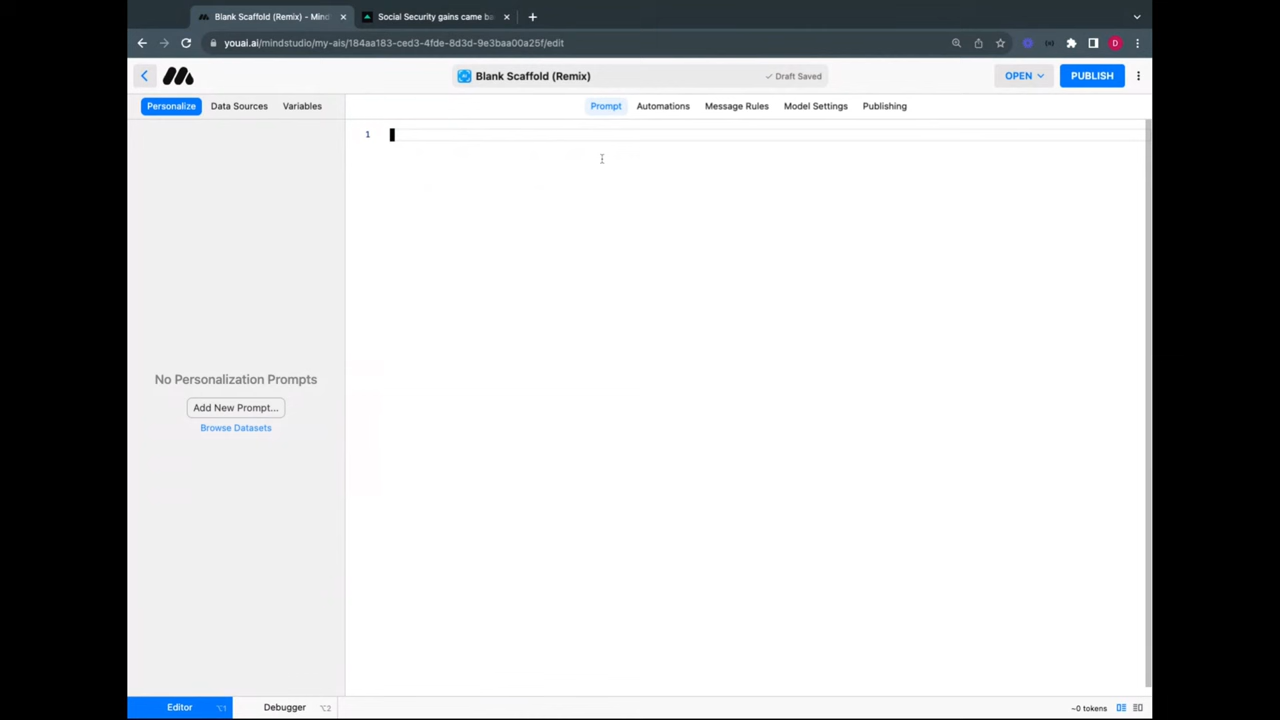 Blank Scaffold (Remix) - Mind
Social Security gains came ba
youai.ai/mindstudio/my-ais/184aa183-ced3-4fde-8d3d-9e3baa00a25f/edit
D
Blank Scaffold (Remix)
Draft Saved
OPEN
PUBLISH
Personalize
Data Sources
Variables
Prompt
Automations
Message Rules
Model Settings
Publishing
1
No Personalization Prompts
Add New Prompt...
Browse Datasets
Editor
⌥1
Debugger
⌥2
~0 tokens